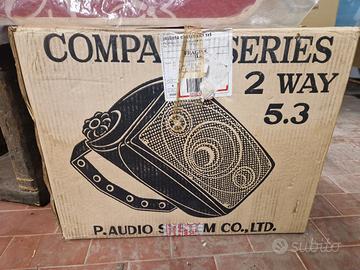 COMPA SERIES
2 WAY
5.3
P.AUDIO SYSTEM CO.,LTD.
subito